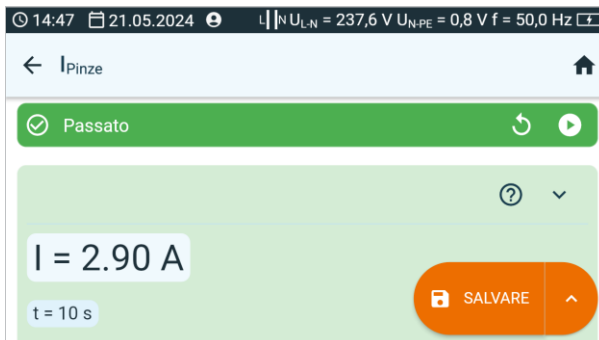 14:47 21.05.2024 L N U L-N = 237,6 V U N-PE = 0,8 V f = 50,0 Hz
I Pinze
Passato
I = 2.90 A
SALVARE
t = 10 s